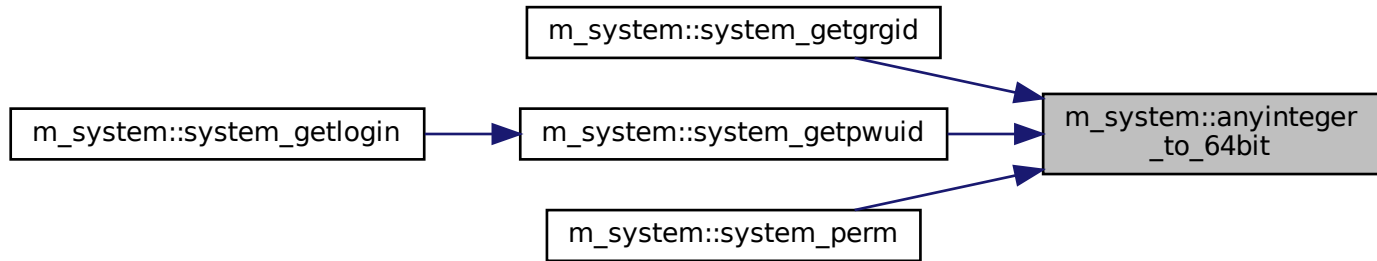 m_system::system_getgrgid
m_system::system_getlogin
m_system::system_getpwuid
m_system::anyinteger
_to_64bit
m_system::system_perm